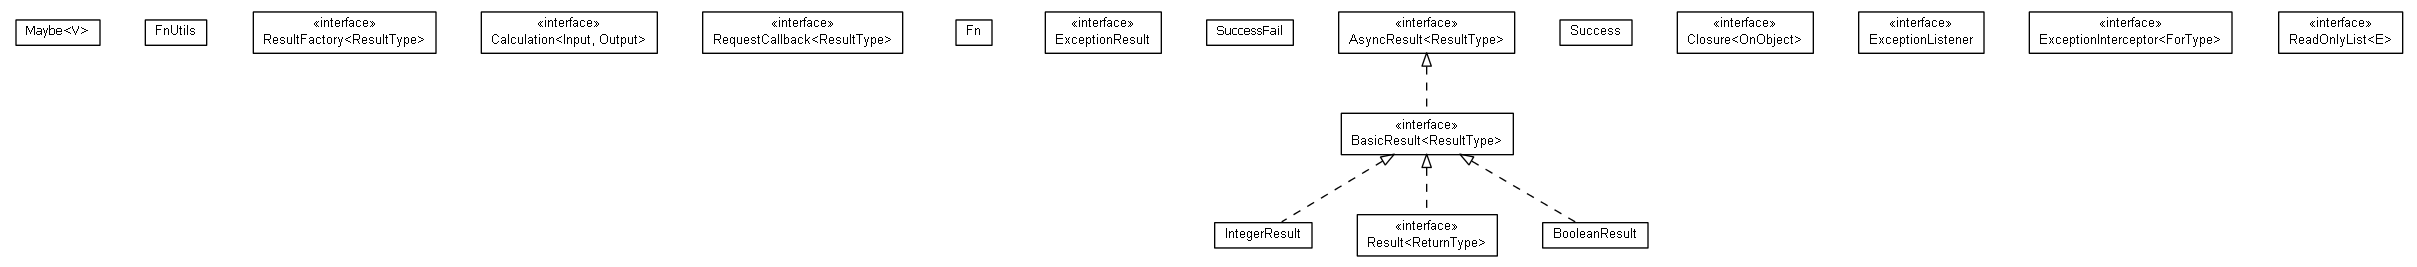 Maybe<V>
FnUtils
«interface»
ResultFactory<ResultType>
«interface»
Calculation<Input, Output>
«interface»
RequestCallback<ResultType>
Fn
«interface»
ExceptionResult
SuccessFail
«interface»
AsyncResult<ResultType>
Success
«interface»
Closure<OnObject>
«interface»
ExceptionListener
«interface»
ExceptionInterceptor<ForType>
«interface»
ReadOnlyList<E>
«interface»
BasicResult<ResultType>
IntegerResult
«interface»
Result<ReturnType>
BooleanResult